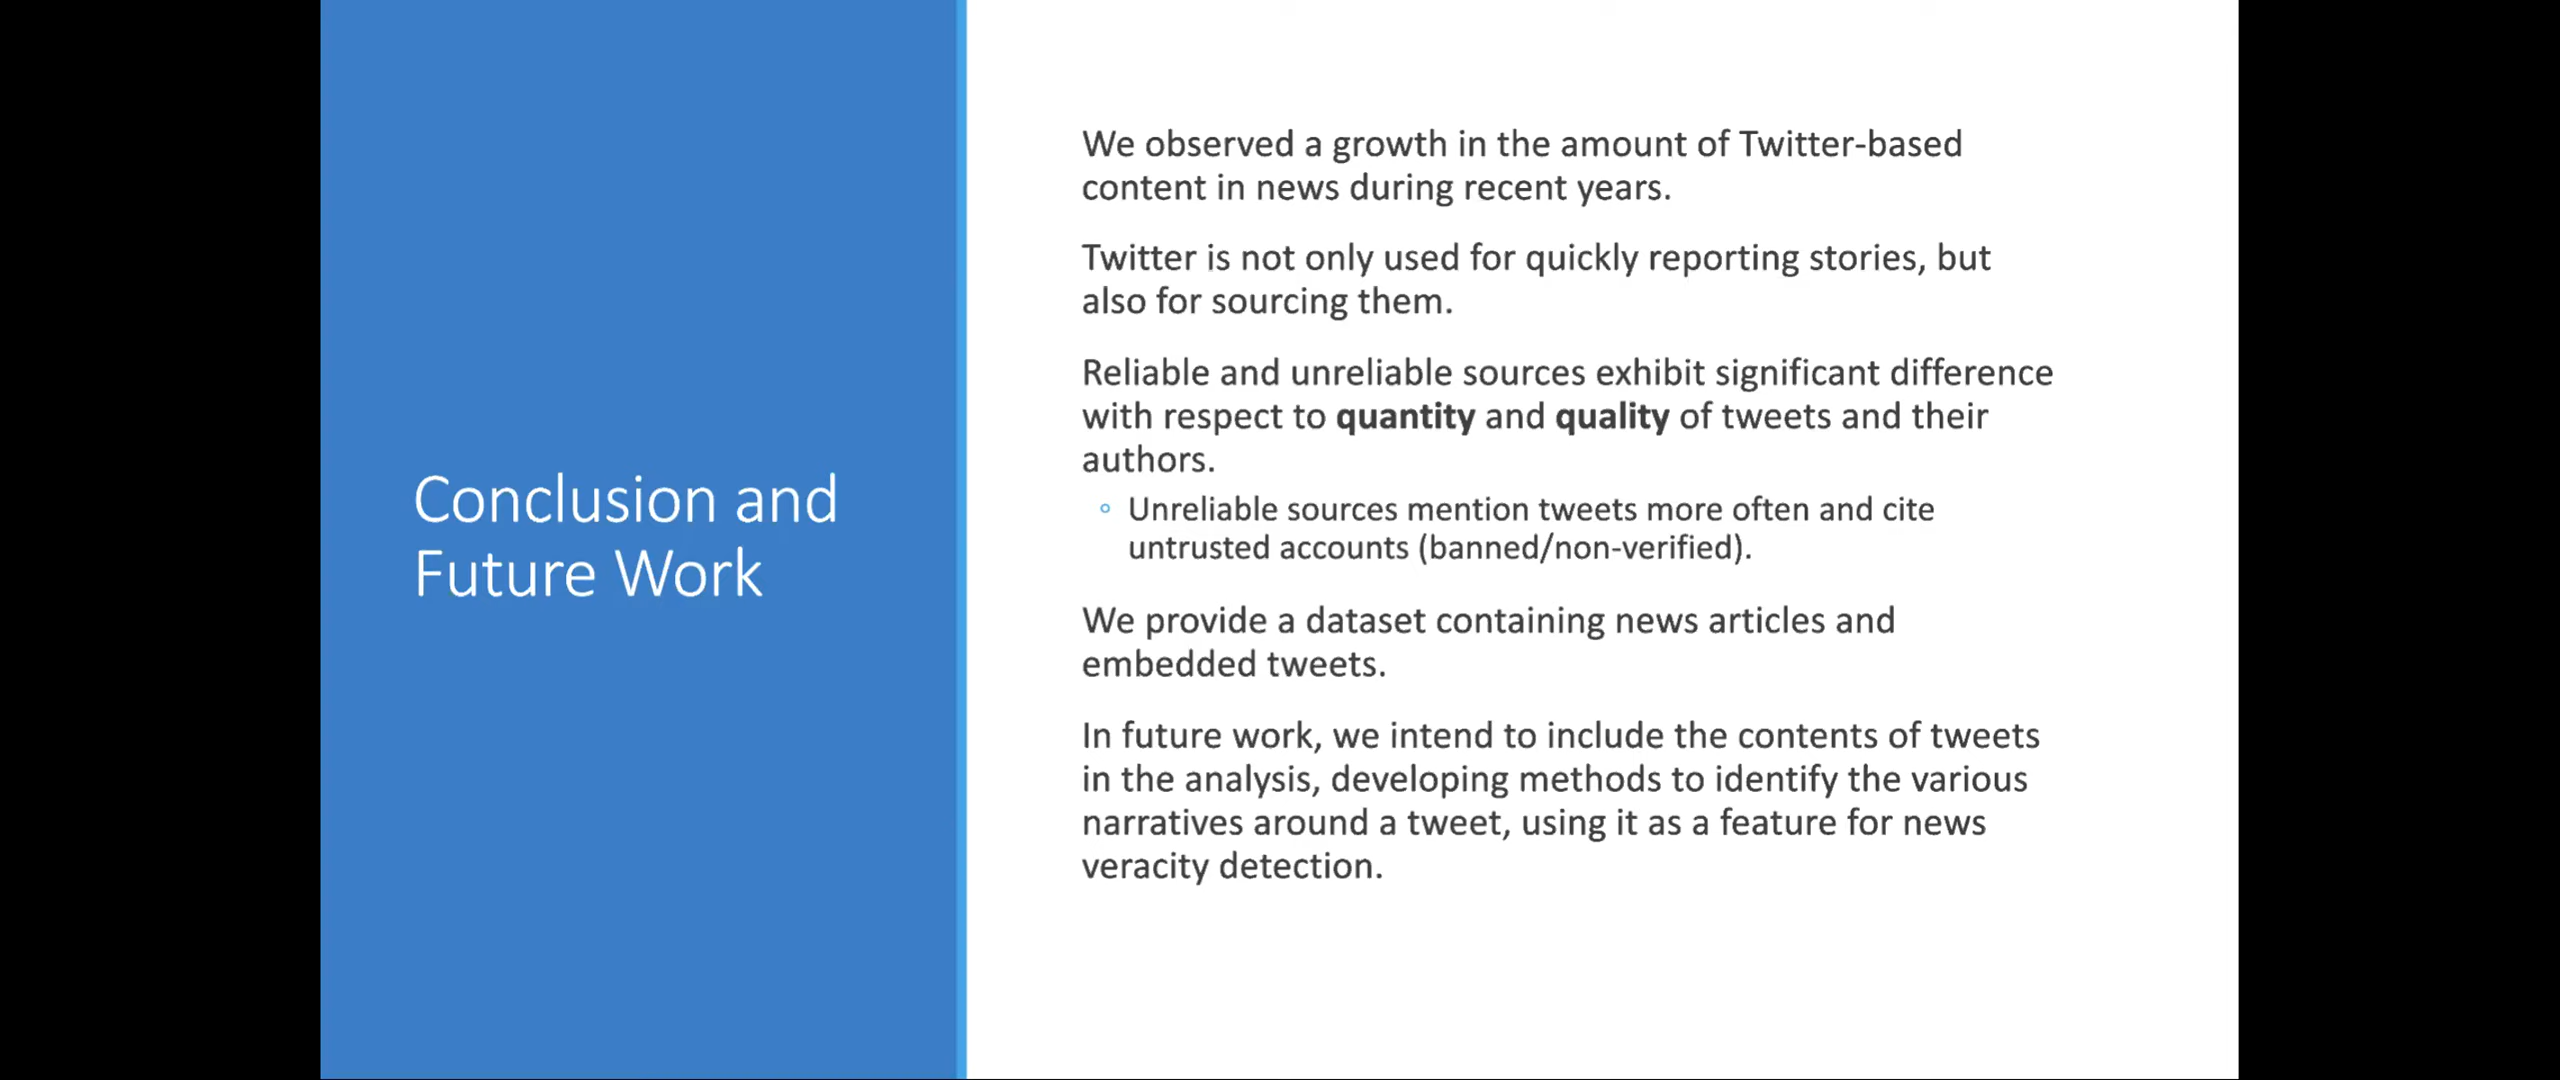 Conclusion and
Future Work
We observed a growth in the amount of Twitter-based
content in news during recent years.
Twitter is not only used for quickly reporting stories, but
also for sourcing them.
Reliable and unreliable sources exhibit significant difference
with respect to quantity and quality of tweets and their
authors.
◦ Unreliable sources mention tweets more often and cite
untrusted accounts (banned/non-verified).
We provide a dataset containing news articles and
embedded tweets.
In future work, we intend to include the contents of tweets
in the analysis, developing methods to identify the various
narratives around a tweet, using it as a feature for news
veracity detection.